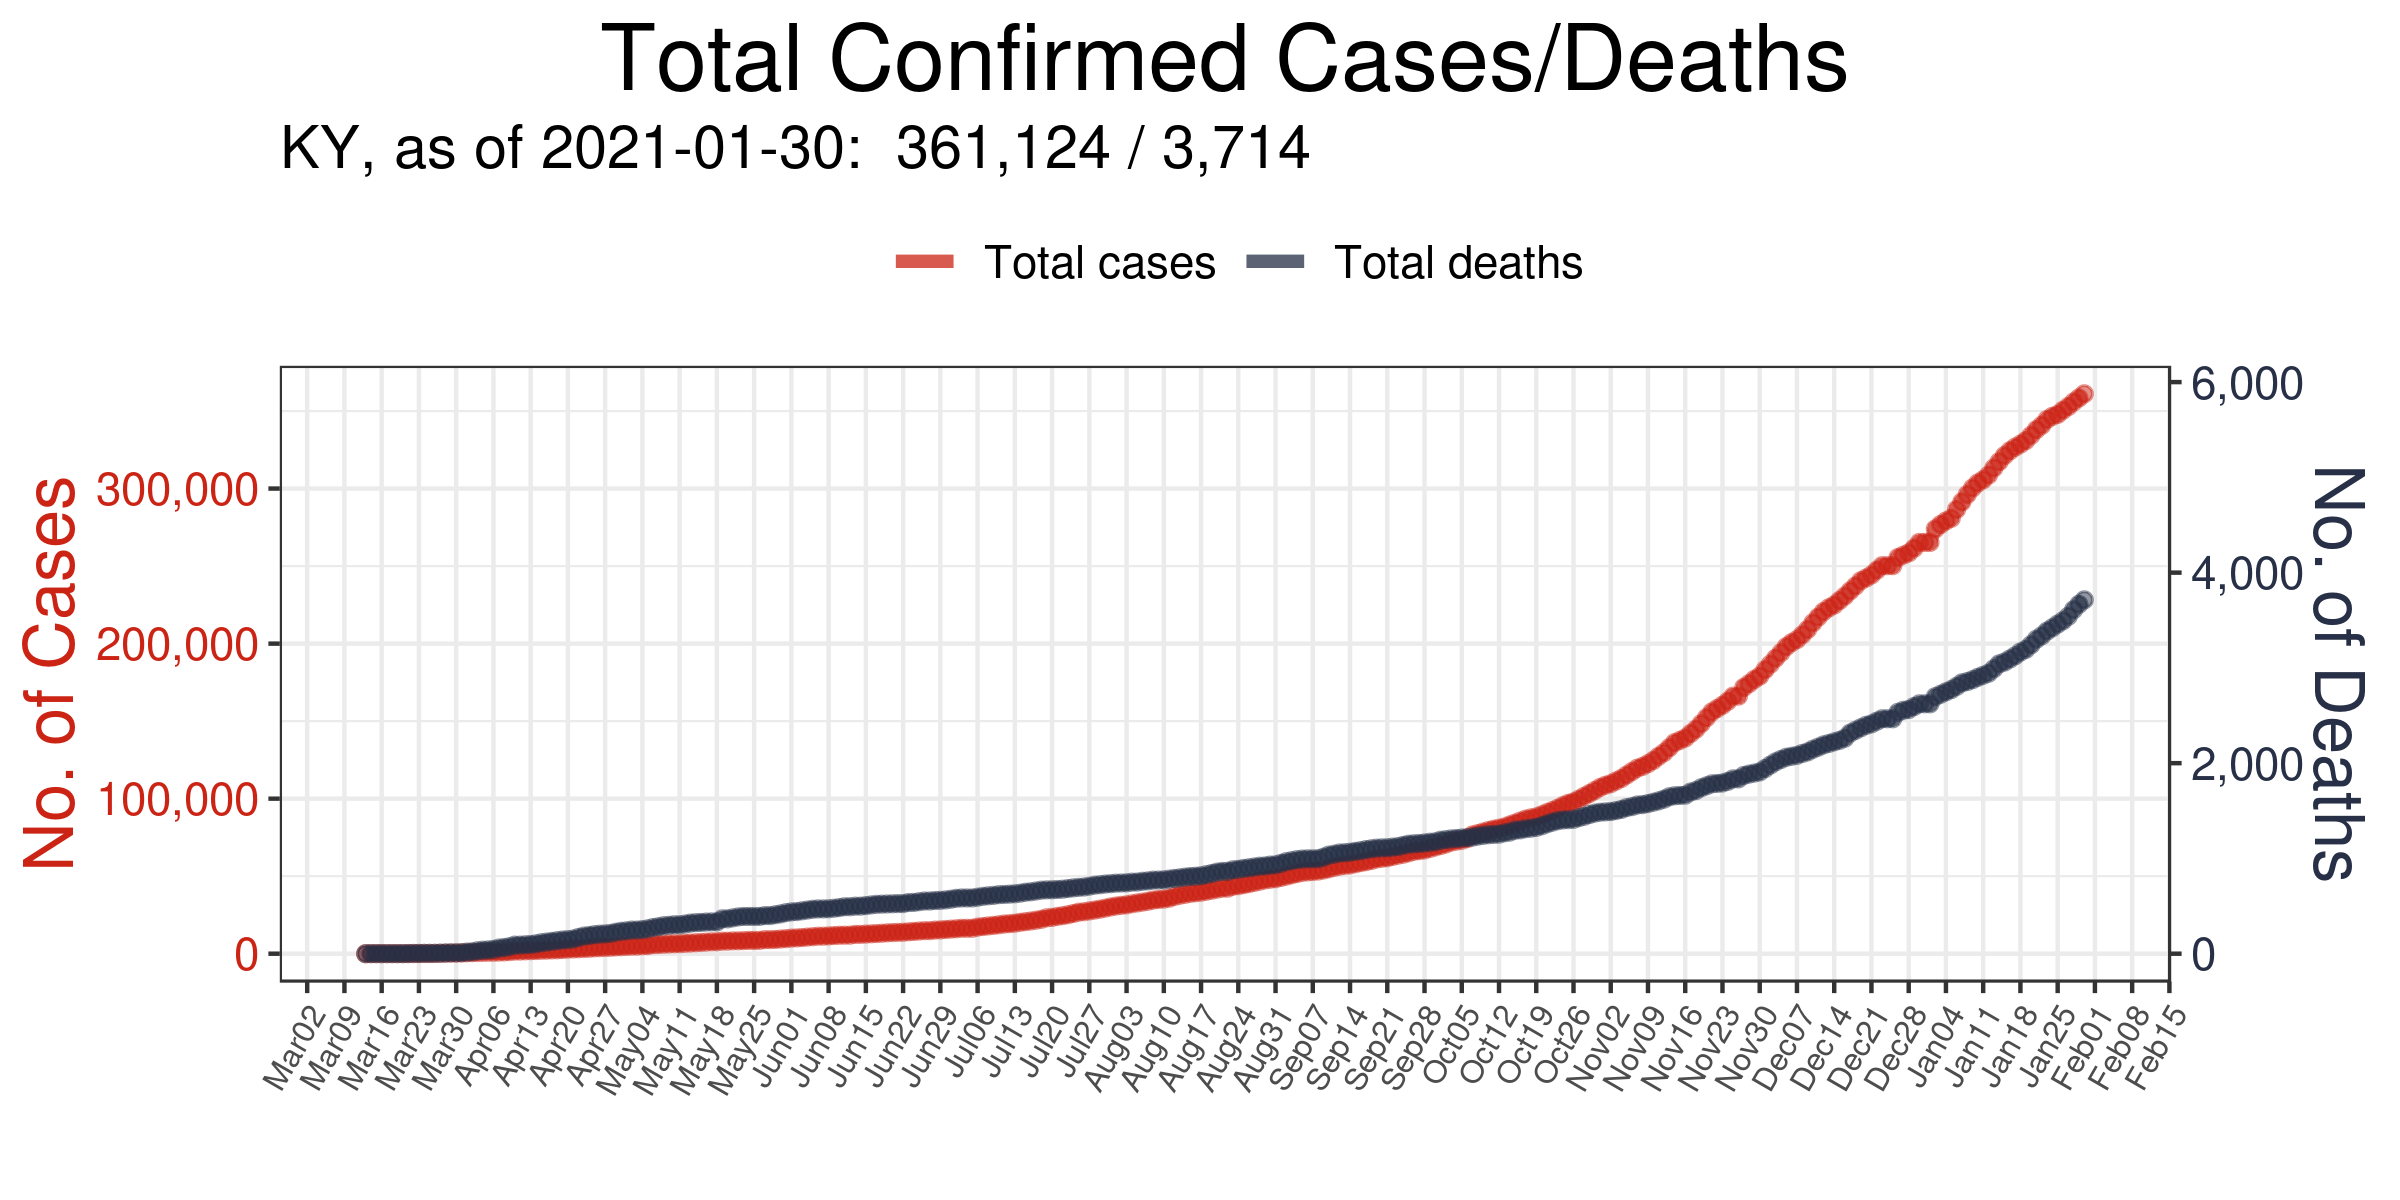 Total Confirmed Cases/Deaths
KY, as of 2021-01-30:  361,124 / 3,714
Total cases
Total deaths
No. of Cases
300,000
200,000
100,000
0
6,000
4,000
2,000
0
No. of Deaths
Mar02
Mar09
Mar16
Mar23
Mar30
Apr06
Apr13
Apr20
Apr27
May04
May11
May18
May25
Jun01
Jun08
Jun15
Jun22
Jun29
Jul06
Jul13
Jul20
Jul27
Aug03
Aug10
Aug17
Aug24
Aug31
Sep07
Sep14
Sep21
Sep28
Oct05
Oct12
Oct19
Oct26
Nov02
Nov09
Nov16
Nov23
Nov30
Dec07
Dec14
Dec21
Dec28
Jan04
Jan11
Jan18
Jan25
Feb01
Feb08
Feb15